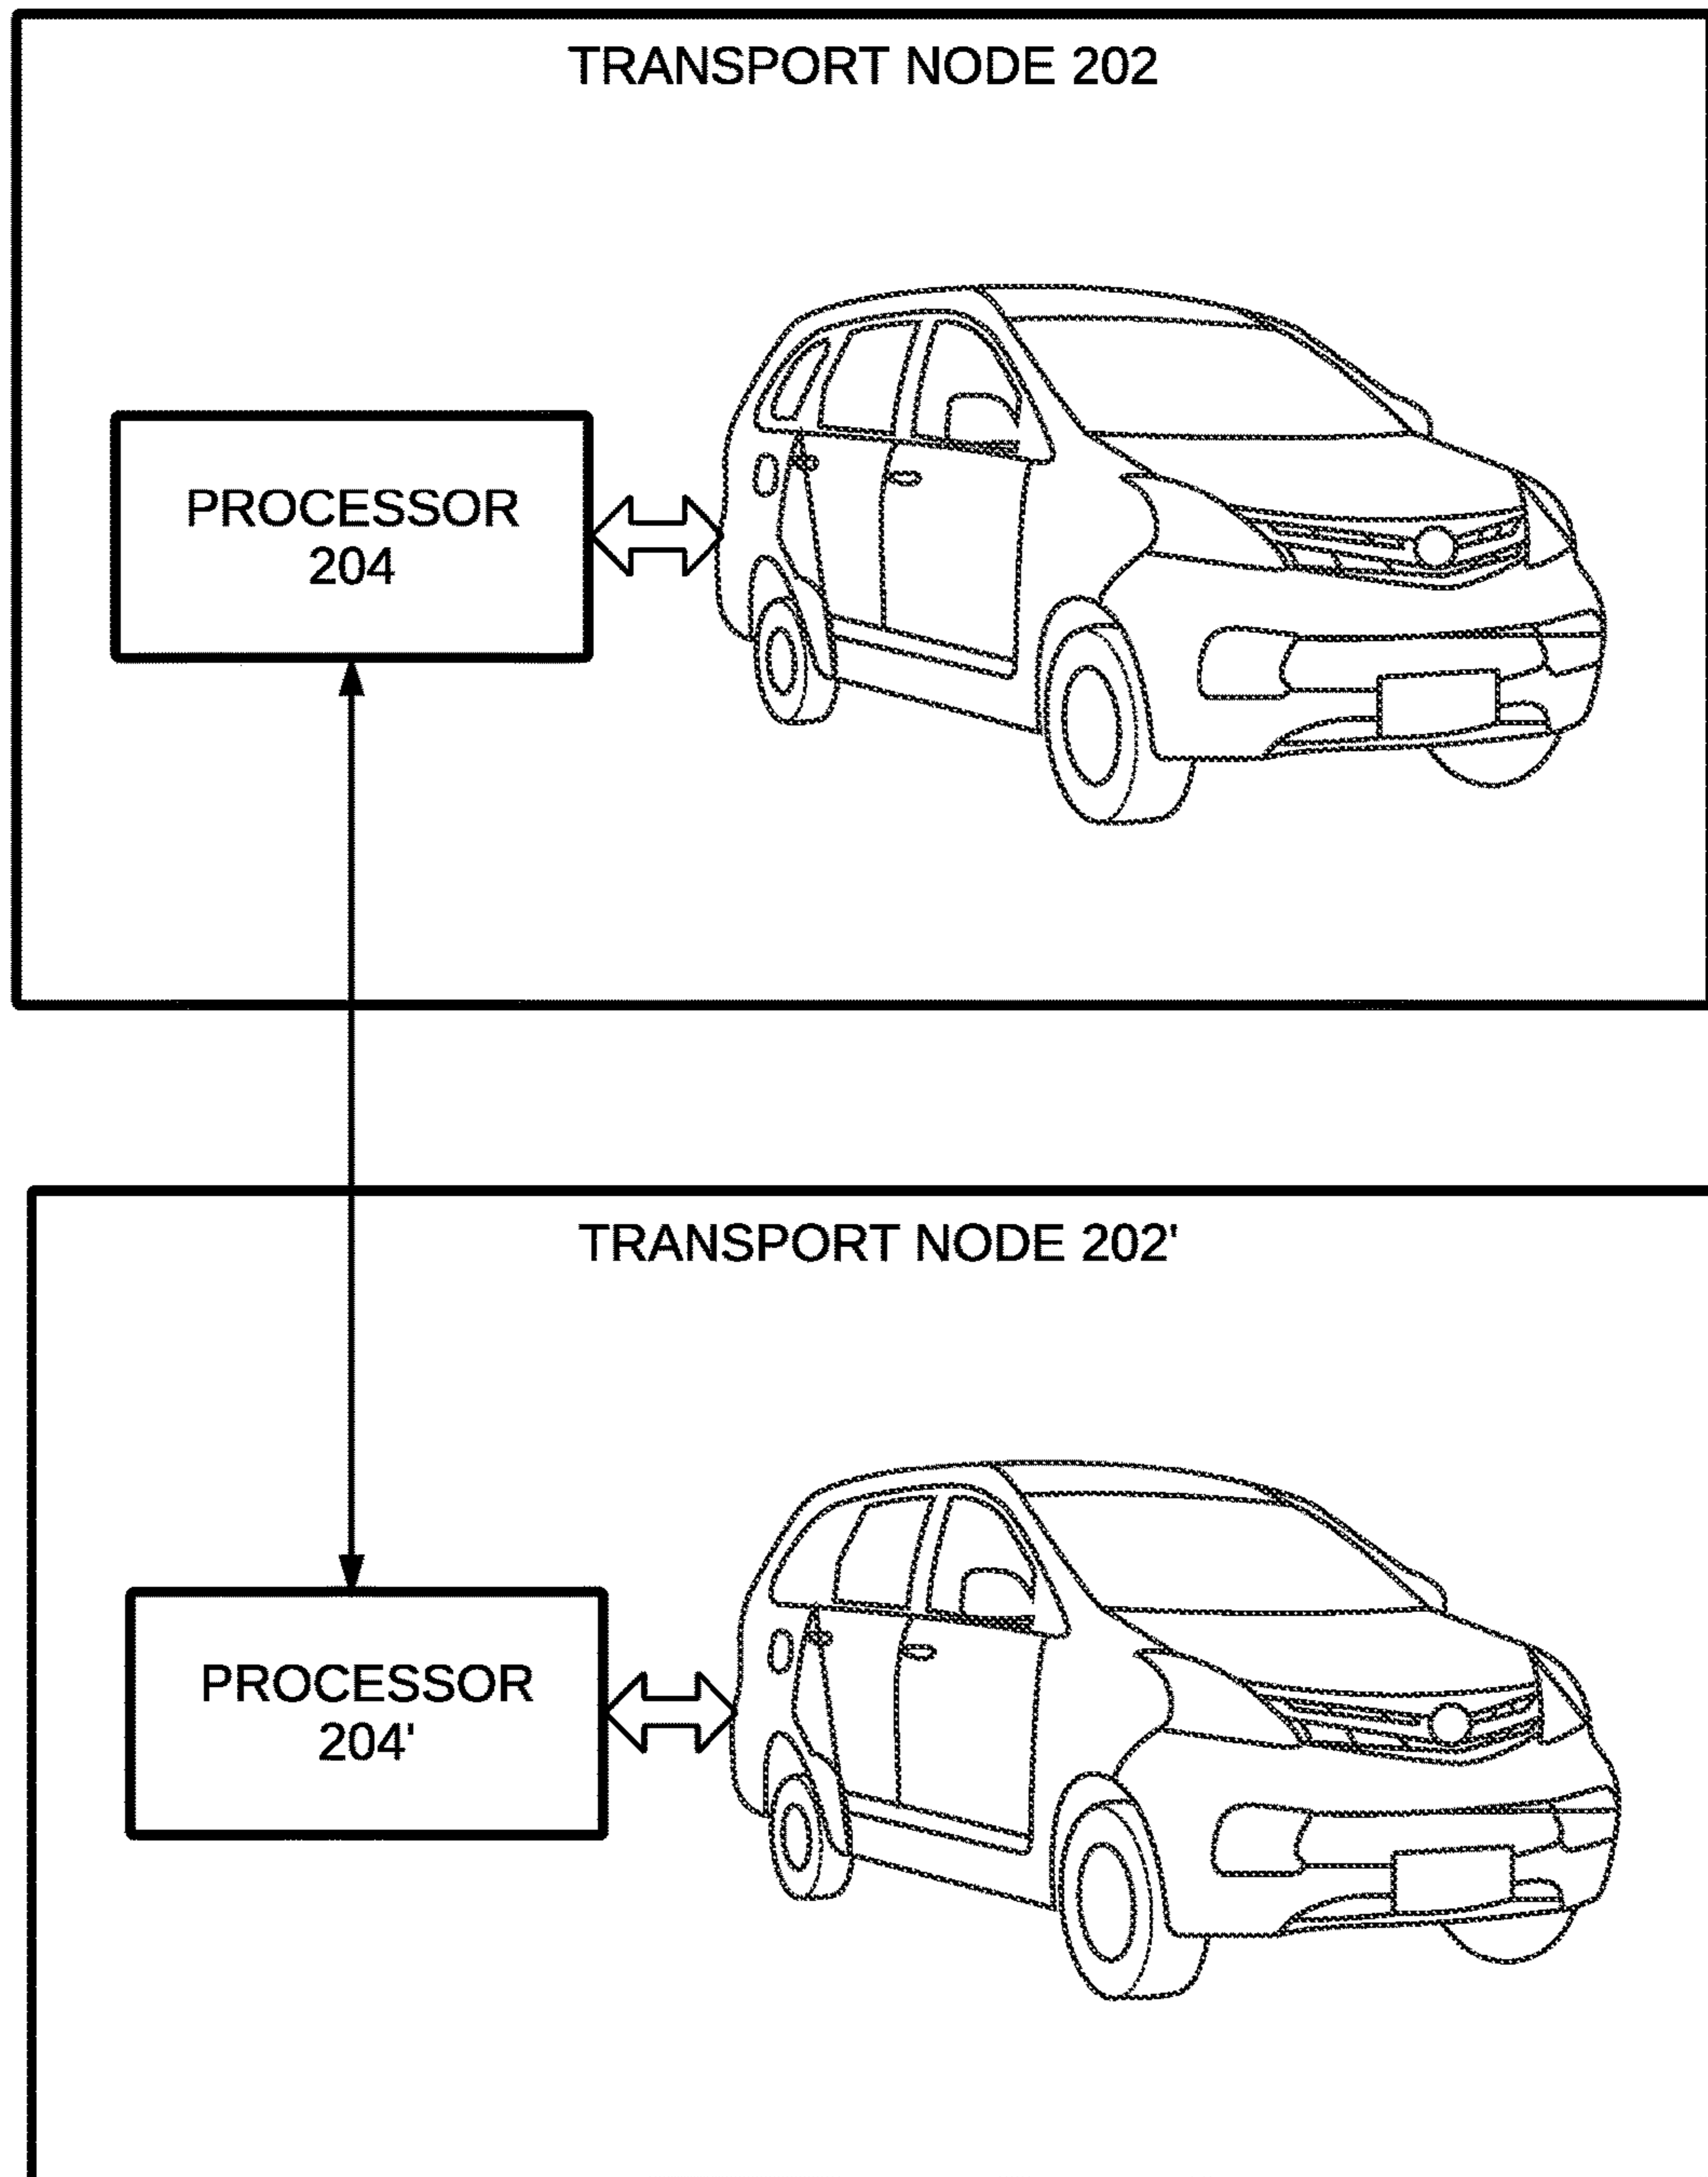 TRANSPORT NODE 202
PROCESSOR
204
TRANSPORT NODE 202'
PROCESSOR
204'